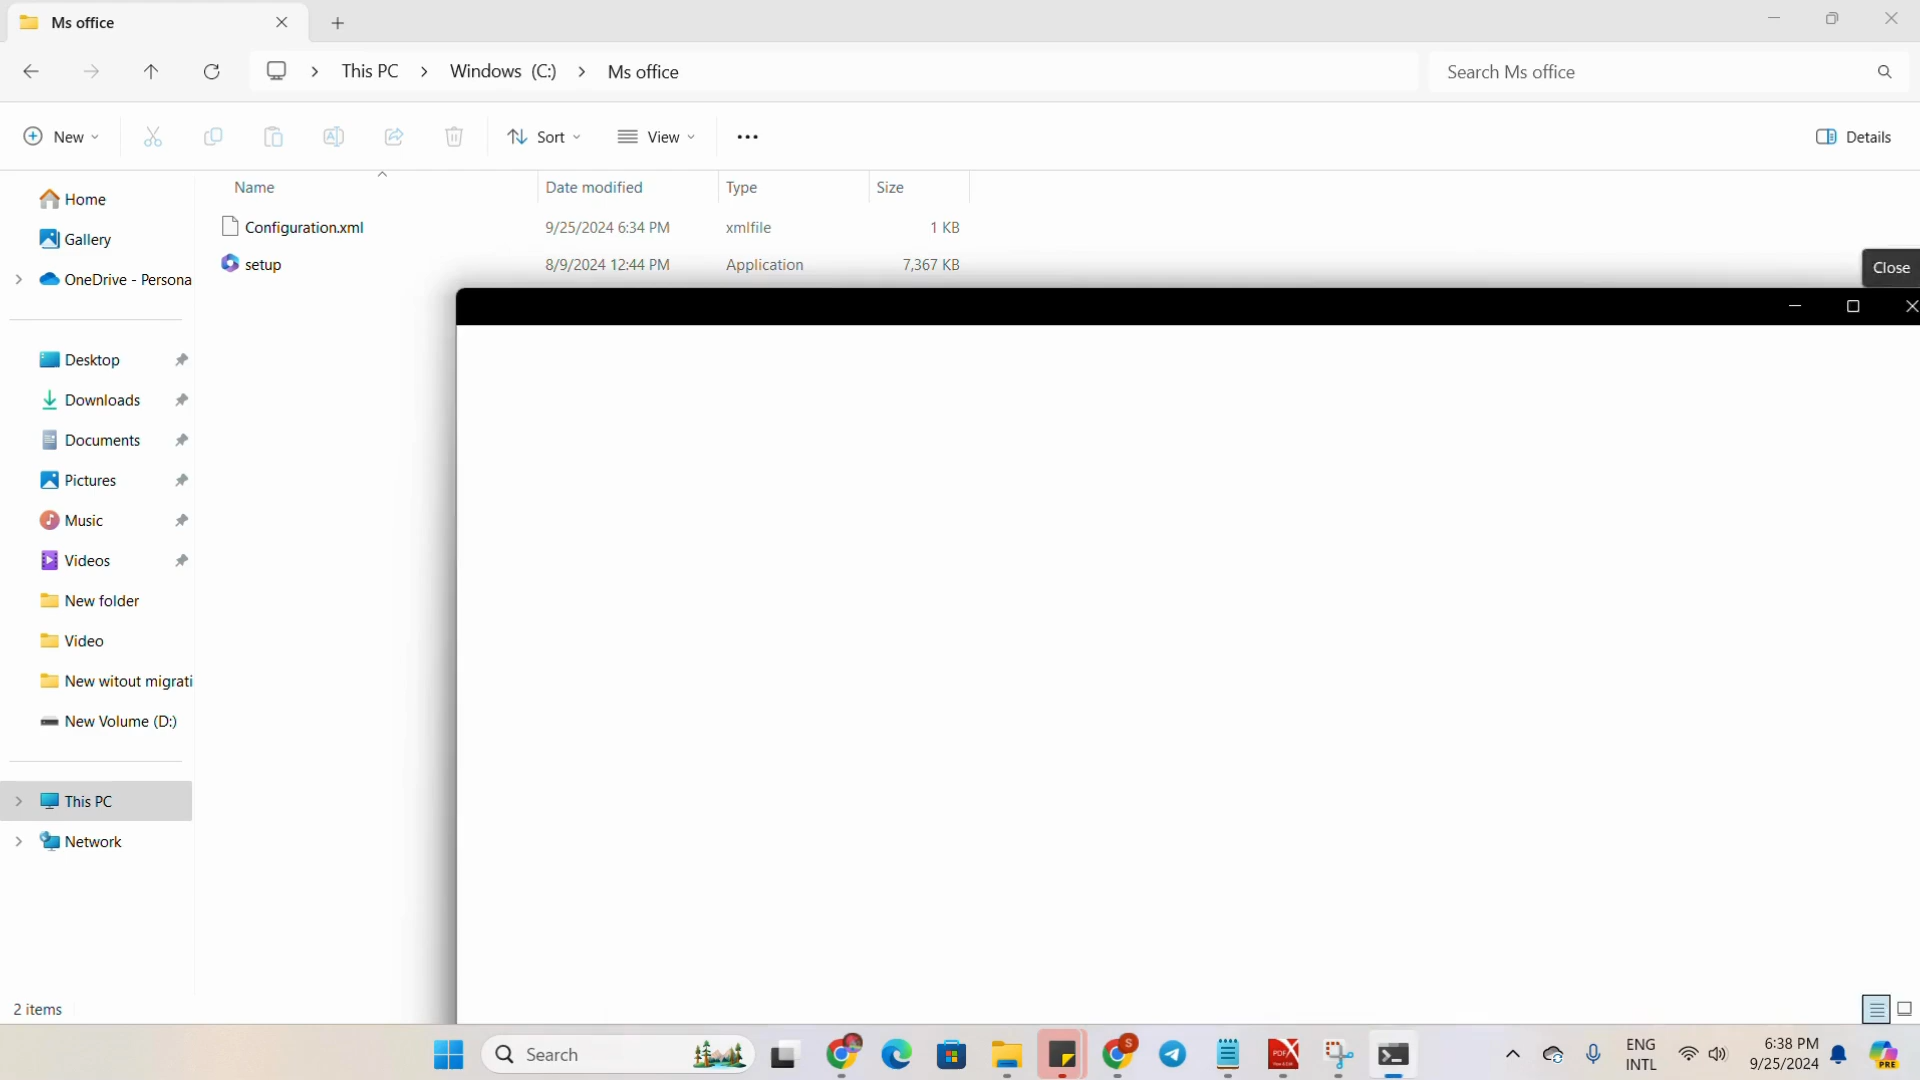 Ms office
This PC
Windows (C:)
Ms office
Search Ms office
New
Sort
View
Details
Name
Date modified
Type
Size
Configuration.xml
9/25/2024 6:34 PM
xmlfile
1 KB
setup
8/9/2024 12:44 PM
Application
7,367 KB
Close
Home
Gallery
OneDrive - Persona
Desktop
Downloads
Documents
Pictures
Music
Videos
New folder
Video
New witout migrati
New Volume (D:)
This PC
Network
2 items
Search
S
PDF
PRE
ENG
INTL
6:38 PM
9/25/2024